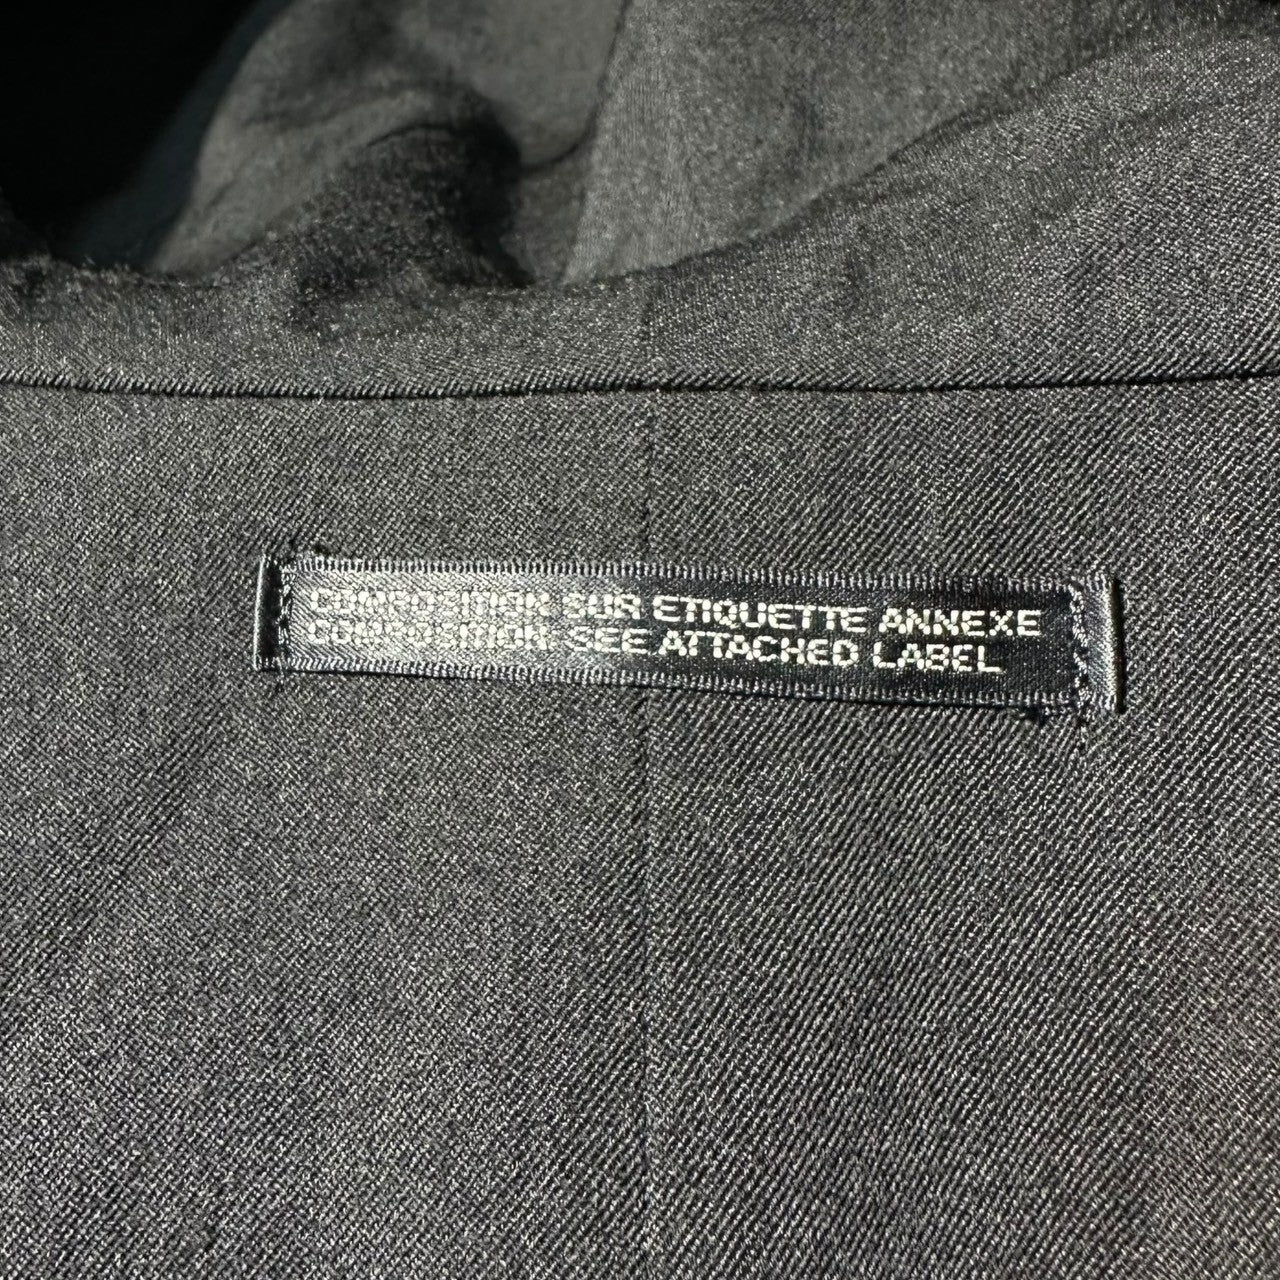 COMPOSITION SUR ETIQUETTE ANNEXE
COMPOSITION SEE ATTACHED LABEL